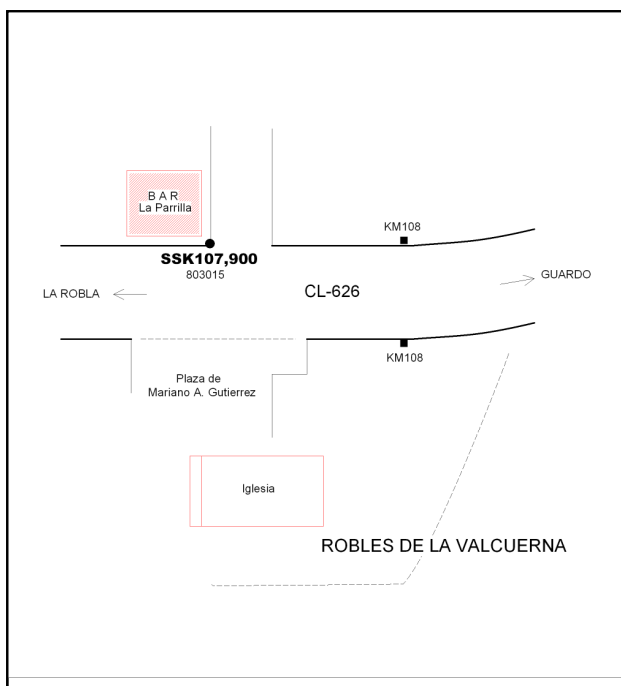 B A R
La Parrilla
KM108
SSK107,900
803015
GUARDO
LA ROBLA
CL-626
KM108
Plaza de
Mariano A. Gutierrez
Iglesia
ROBLES DE LA VALCUERNA